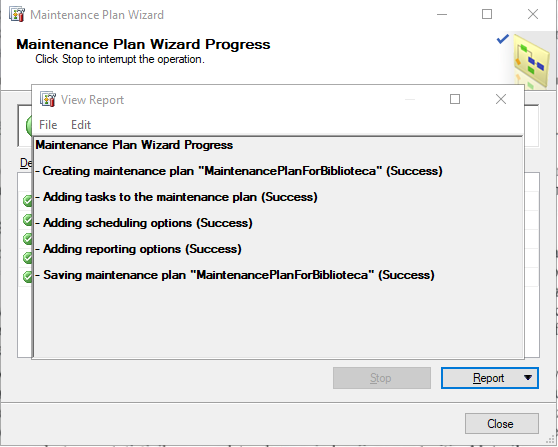 Maintenance Plan Wizard
Maintenance Plan Wizard Progress
Click Stop to interrupt the operation.
View Report
File Edit
Maintenance Plan Wizard Progress
- Creating maintenance plan "MaintenancePlanForBiblioteca" (Success)
- Adding tasks to the maintenance plan (Success)
- Adding scheduling options (Success)
- Adding reporting options (Success)
- Saving maintenance plan "MaintenancePlanForBiblioteca" (Success)
Stop Report
Close